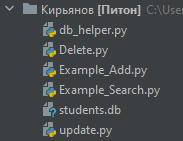 Кирьянов [Питон] C:\User
db_helper.py
Delete.py
Example_Add.py
Example_Search.py
students.db
update.py